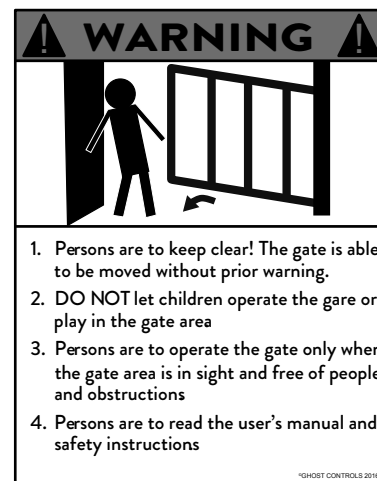 WARNING
1. Persons are to keep clear! The gate is able
to be moved without prior warning.
2. DO NOT let children operate the gare or
play in the gate area
3. Persons are to operate the gate only when
the gate area is in sight and free of people
and obstructions
4. Persons are to read the user's manual and
safety instructions
©GHOST CONTROLS 2016